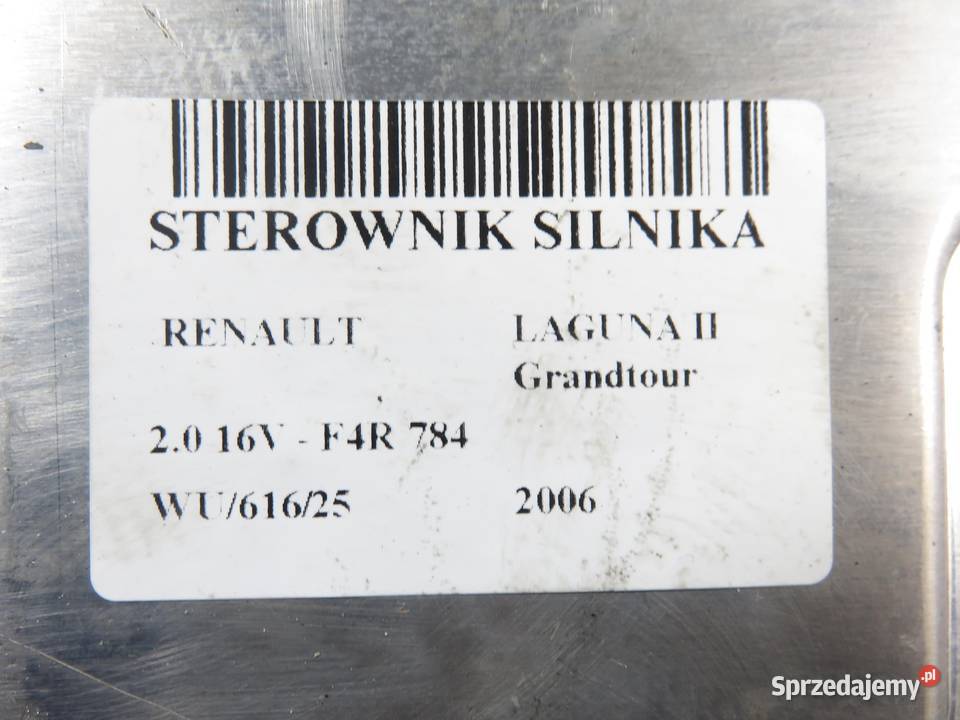 STEROWNIK SILNIKA
RENAULT LAGUNA II
Grandtour
2.0 16V - F4R 784
WU/616/25 2006
Sprzedajemy.pl